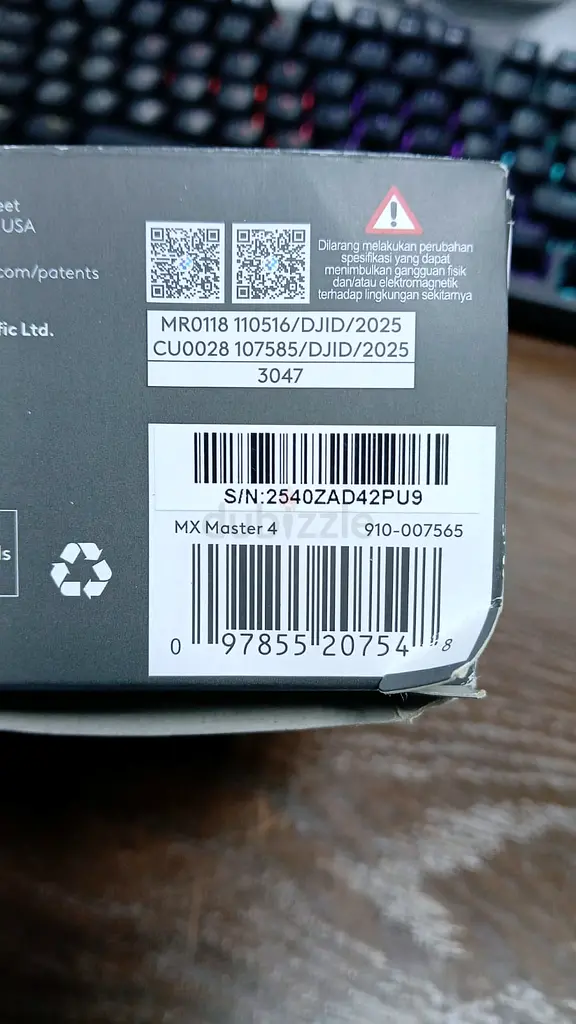 eet
USA
.com/patents
fic Ltd.
Dilarang melakukan perubahan
spesifikasi yang dapat
menimbulkan gangguan fisik
dan/atau elektromagnetik
terhadap lingkungan sekitarnya
MR0118 110516/DJID/2025
CU0028 107585/DJID/2025
3047
S/N:2540ZAD42PU9
dubizzle
MX Master 4 910-007565
ls
0 97855 20754 8